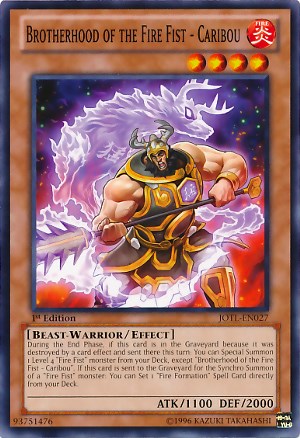 BROTHERHOOD OF THE FIRE FIST - CARIBOU
FIRE
炎
1st Edition
JOTL-EN027
[BEAST-WARRIOR/EFFECT]
During the End Phase, if this card is in the Graveyard because it was
destroyed by a card effect and sent there this turn: You can Special Summon
1 Level 4 "Fire Fist" monster from your Deck, except "Brotherhood of the Fire
Fist - Caribou". If this card is sent to the Graveyard for the Synchro Summon
of a "Fire Fist" monster: You can Set 1 "Fire Formation" Spell Card directly
from your Deck.
ATK/1100 DEF/2000
93751476
©1996 KAZUKI TAKAHASHI